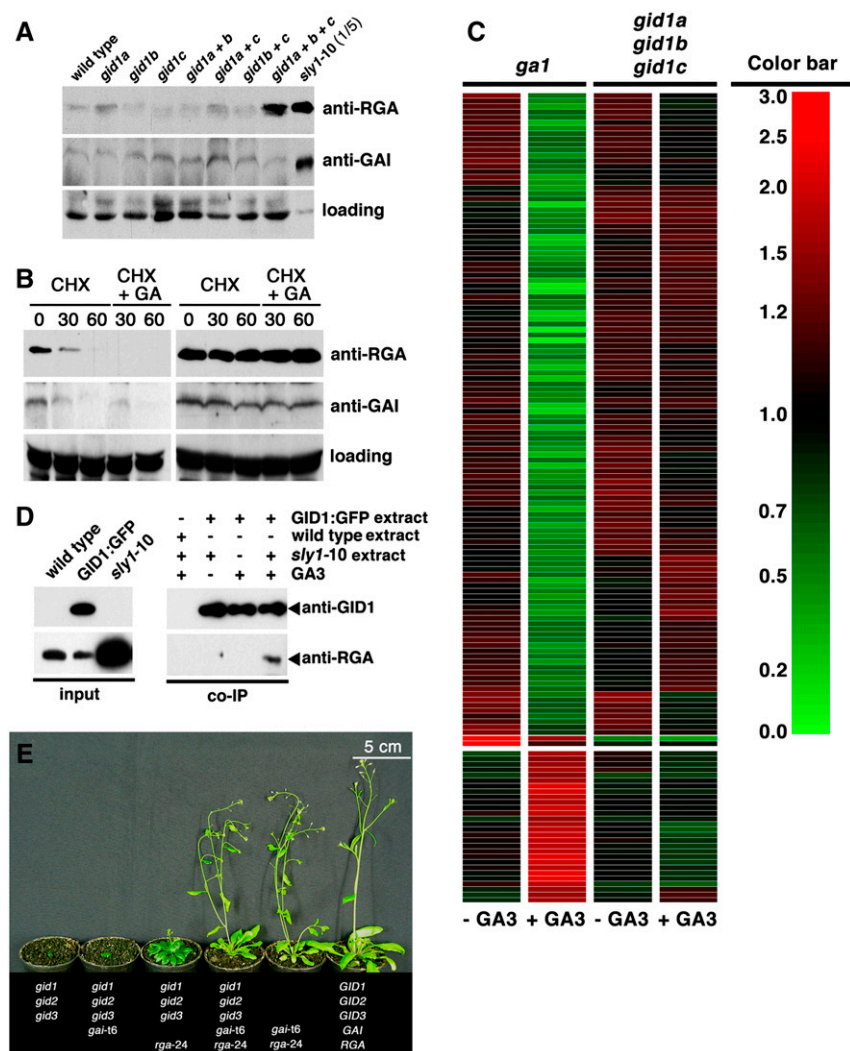 A
wild type
gid1a
gid1b
gid1c
gid1a + b
gid1a + c
gid1b + c
gid1a + b + c
sly1-10 (1/5)
anti-RGA
anti-GAI
loading
B
CHX
CHX + GA
CHX
CHX + GA
0 30 60 30 60 0 30 60 30 60
anti-RGA
anti-GAI
loading
D
wild type
GID1:GFP
sly1-10
- + + + GID1:GFP extract
+ - - - wild type extract
+ + - + sly1-10 extract
+ - + + GA3
anti-GID1
anti-RGA
input
co-IP
C
ga1
gid1a
gid1b
gid1c
Color bar
3.0
2.5
2.0
1.5
1.2
1.0
0.7
0.5
0.2
0.0
- GA3 + GA3 - GA3 + GA3
E
5 cm
gid1 gid1 gid1 gid1 GID1
gid2 gid2 gid2 gid2 GID2
gid3 gid3 gid3 gid3 GID3
gai-t6 gai-t6 gai-t6 GAI
rga-24 rga-24 rga-24 RGA